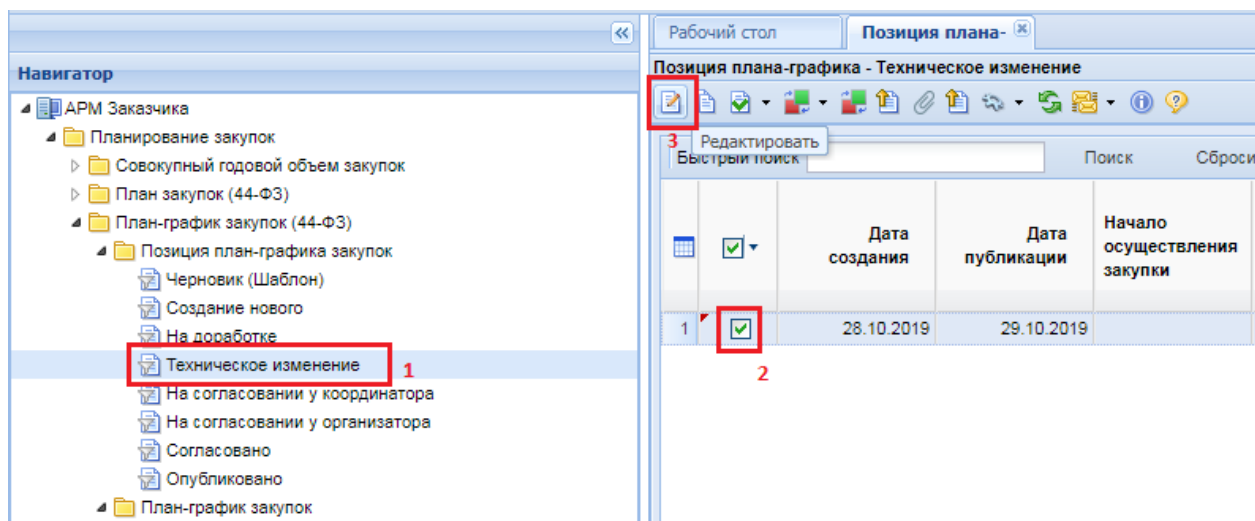 Навигатор
АРМ Заказчика
Планирование закупок
Совокупный годовой объем закупок
План закупок (44-ФЗ)
План-график закупок (44-ФЗ)
Позиция план-графика закупок
Черновик (Шаблон)
Создание нового
На доработке
Техническое изменение 1
На согласовании у координатора
На согласовании у организатора
Согласовано
Опубликовано
План-график закупок
Рабочий стол Позиция плана-
Позиция плана-графика - Техническое изменение
3 Редактировать
Быстрый поиск Поиск Сброси
Дата создания
Дата публикации
Начало
осуществления
закупки
1 28.10.2019 29.10.2019
2